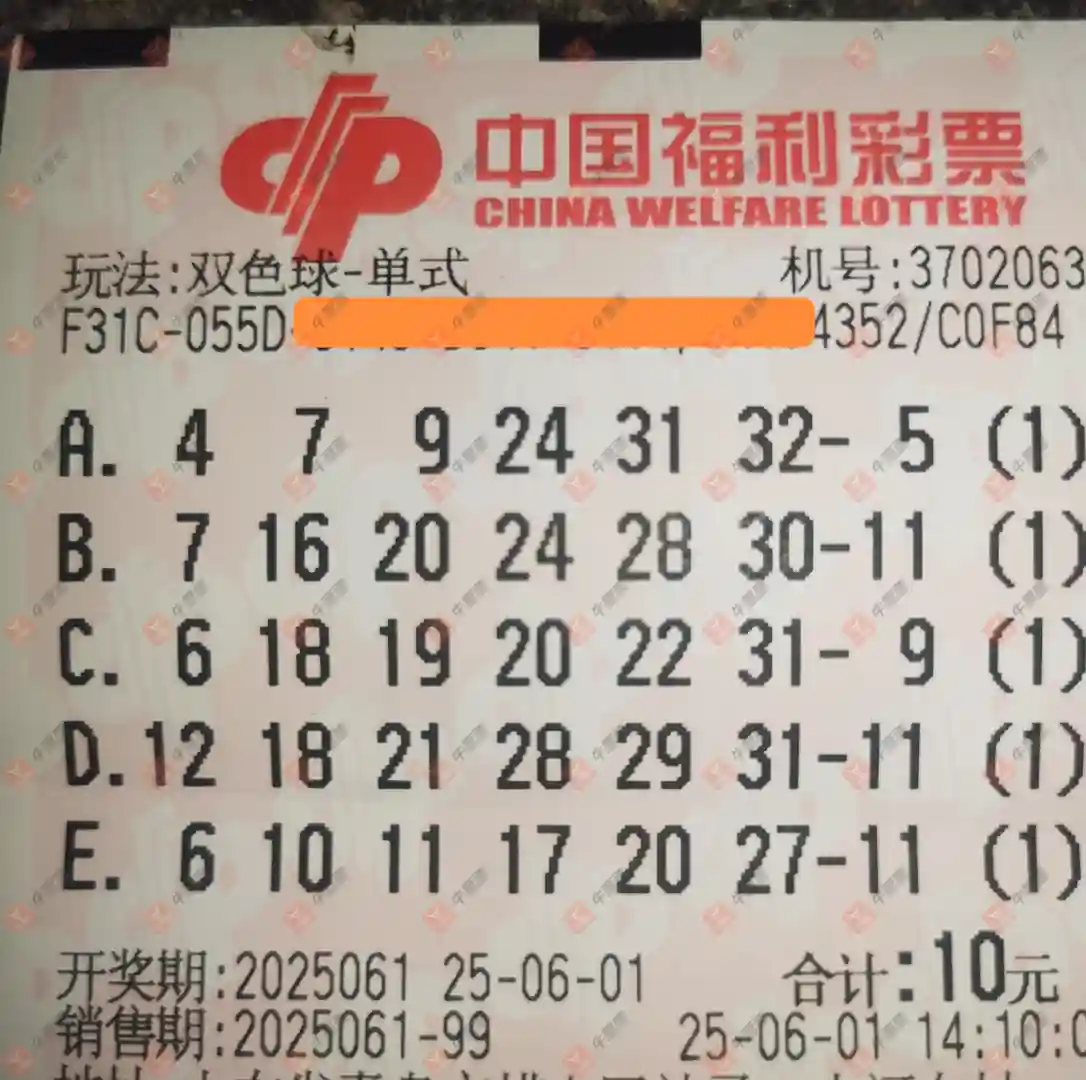 中国福利彩票
CHINA WELFARE LOTTERY
玩法:双色球-单式 机号:3702063
F31C-055D- 4352/C0F84
A. 4 7 9 24 31 32- 5 (1)
B. 7 16 20 24 28 30-11 (1)
C. 6 18 19 20 22 31- 9 (1)
D.12 18 21 28 29 31-11 (1)
E. 6 10 11 17 20 27-11 (1)
开奖期:2025061 25-06-01 合计:10元
销售期:2025061-99 25-06-01 14:10:0